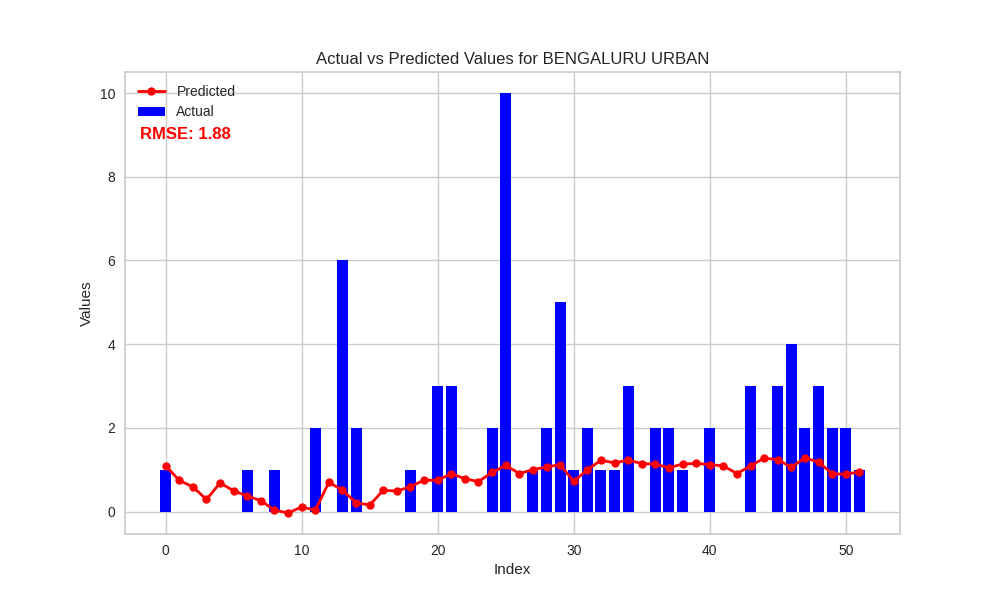 Actual vs Predicted Values for BENGALURU URBAN
Predicted
Actual
RMSE: 1.88
Values
10
8
6
4
2
0
0 10 20 30 40 50
Index